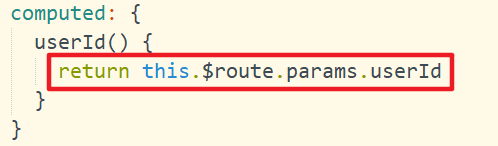 computed: {
userId() {
return this.$route.params.userId
}
}